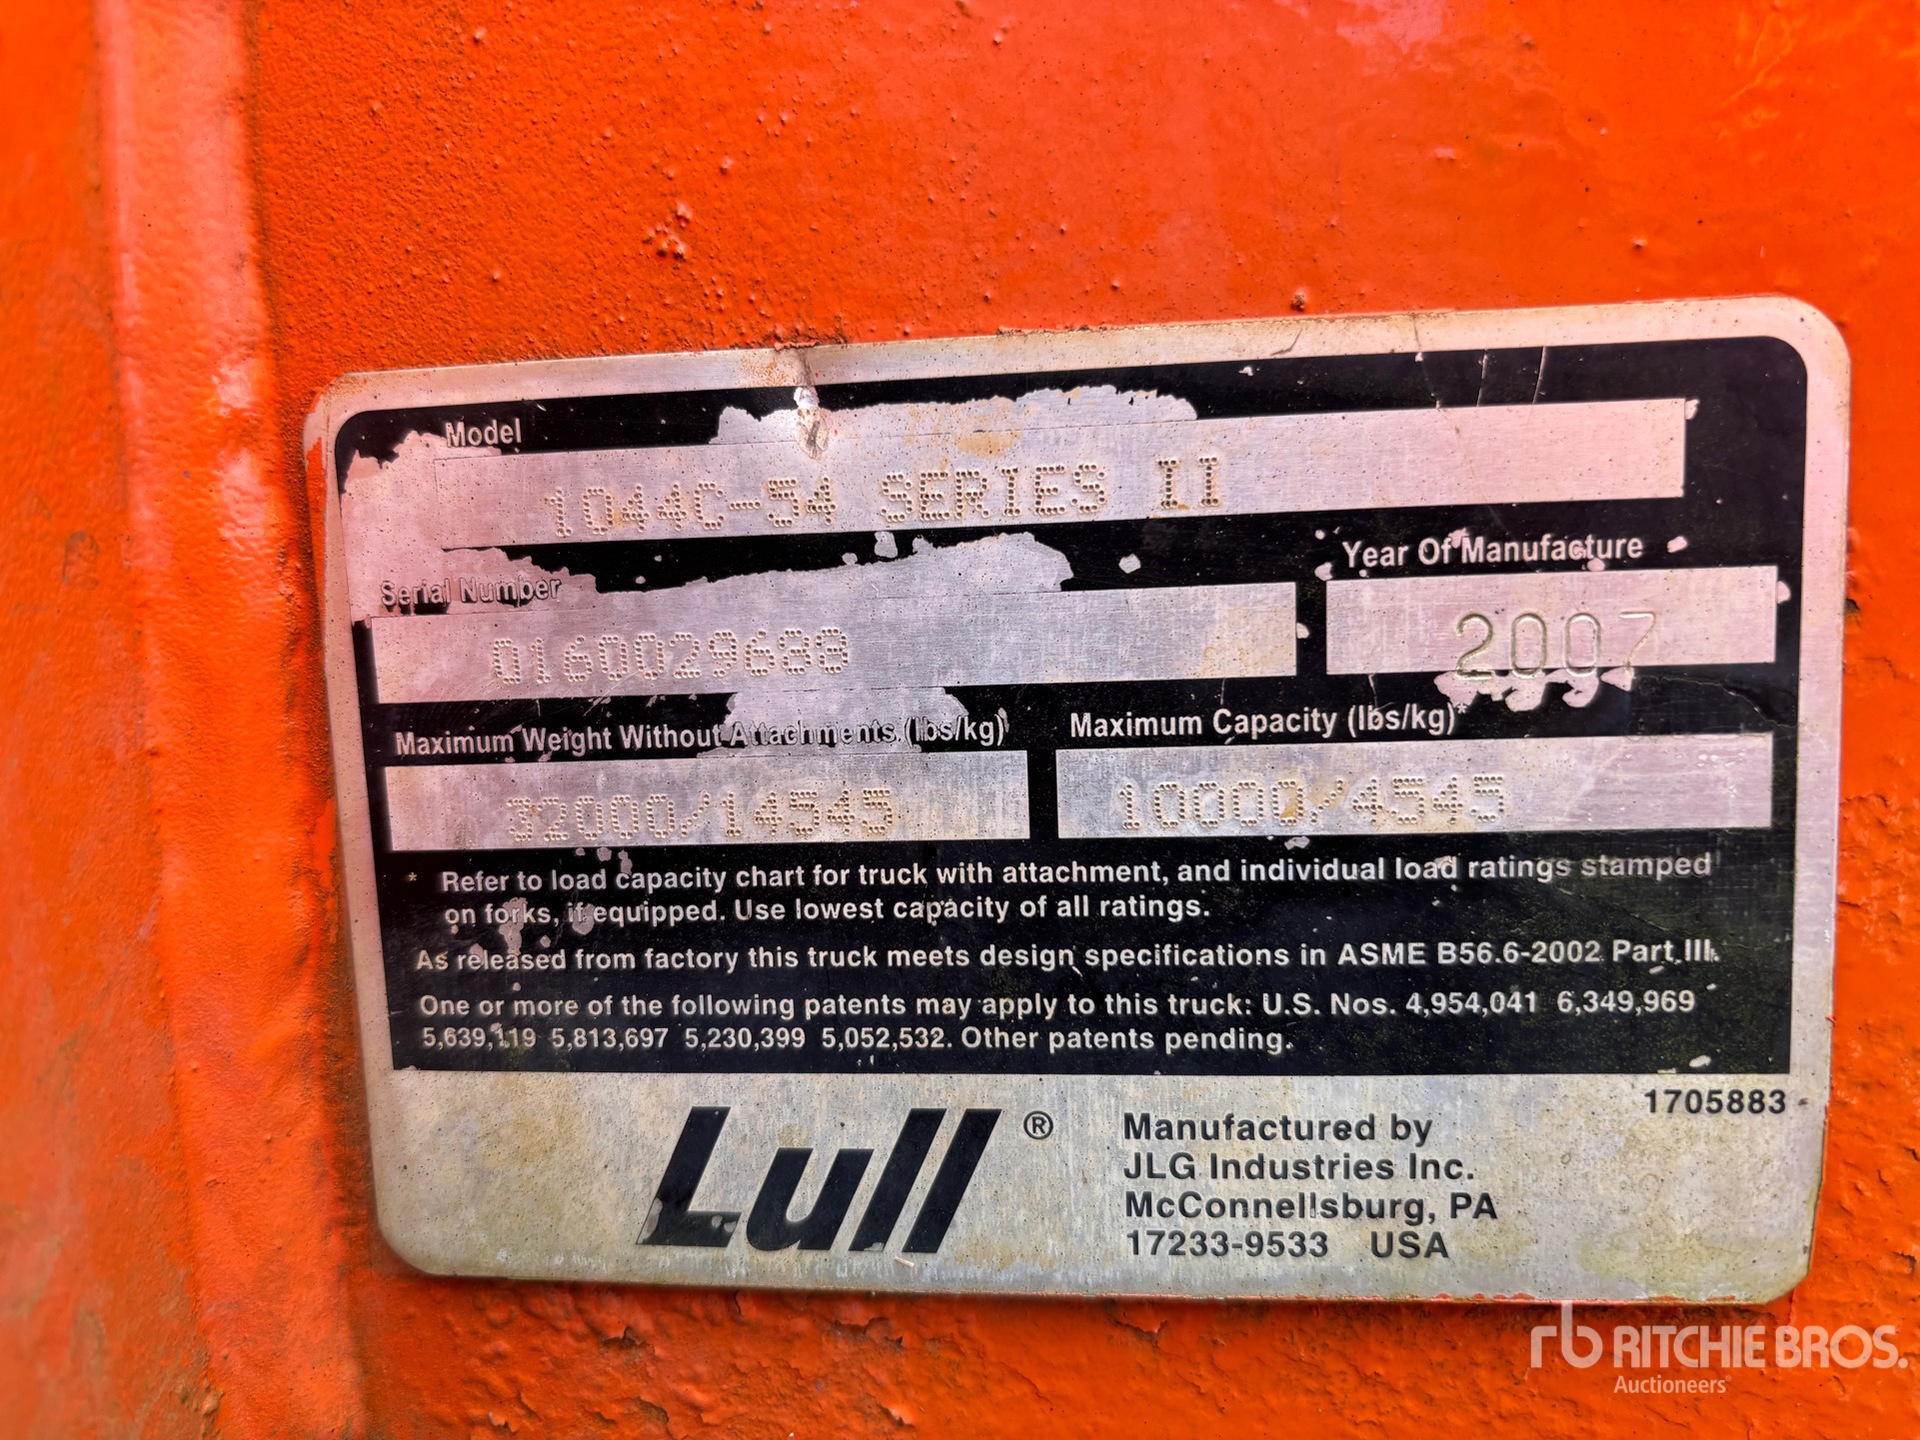 Model
1044C-54 SERIES II
Serial Number
0160029688
Year Of Manufacture
2007
Maximum Weight Without Attachments (lbs/kg)
32000/14545
Maximum Capacity (lbs/kg)*
10000/4545
* Refer to load capacity chart for truck with attachment, and individual load ratings stamped
on forks, if equipped. Use lowest capacity of all ratings.
As released from factory this truck meets design specifications in ASME B56.6-2002 Part III.
One or more of the following patents may apply to this truck: U.S. Nos. 4,954,041 6,349,969
5,639,119 5,813,697 5,230,399 5,052,532. Other patents pending.
1705883
Lull ®
Manufactured by
JLG Industries Inc.
McConnellsburg, PA
17233-9533 USA
rb RITCHIE BROS.
Auctioneers